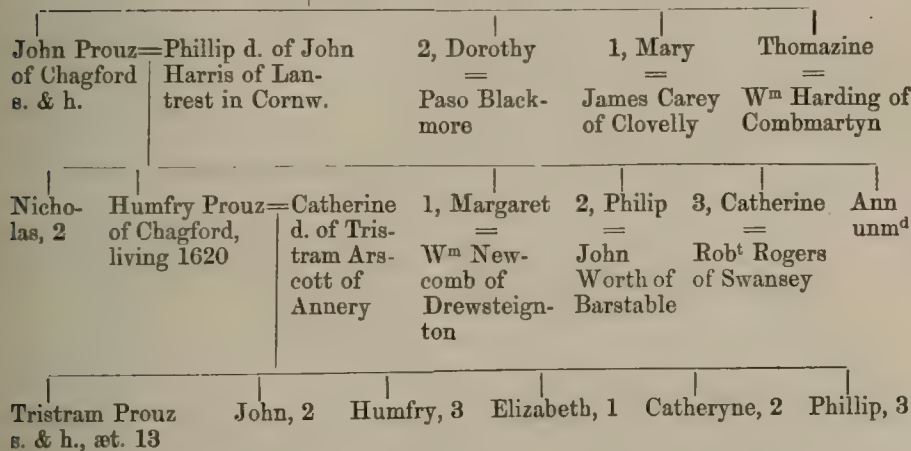 John Prouz=Phillip d. of John 2, Dorothy 1, Mary Thomazine
of Chagford Harris of Lan- = = =
s. & h. trest in Cornw. Paso Black- James Carey Wᵐ Harding of
more of Clovelly Combmartyn
Nicho- Humfry Prouz=Catherine 1, Margaret 2, Philip 3, Catherine Ann
las, 2 of Chagford, d. of Tris- = = = unmᵈ
living 1620 tram Ars- Wᵐ New- John Robᵗ Rogers
cott of comb of Worth of of Swansey
Annery Drewsteign- Barstable
ton
Tristram Prouz John, 2 Humfry, 3 Elizabeth, 1 Catheryne, 2 Phillip, 3
s. & h., æt. 13